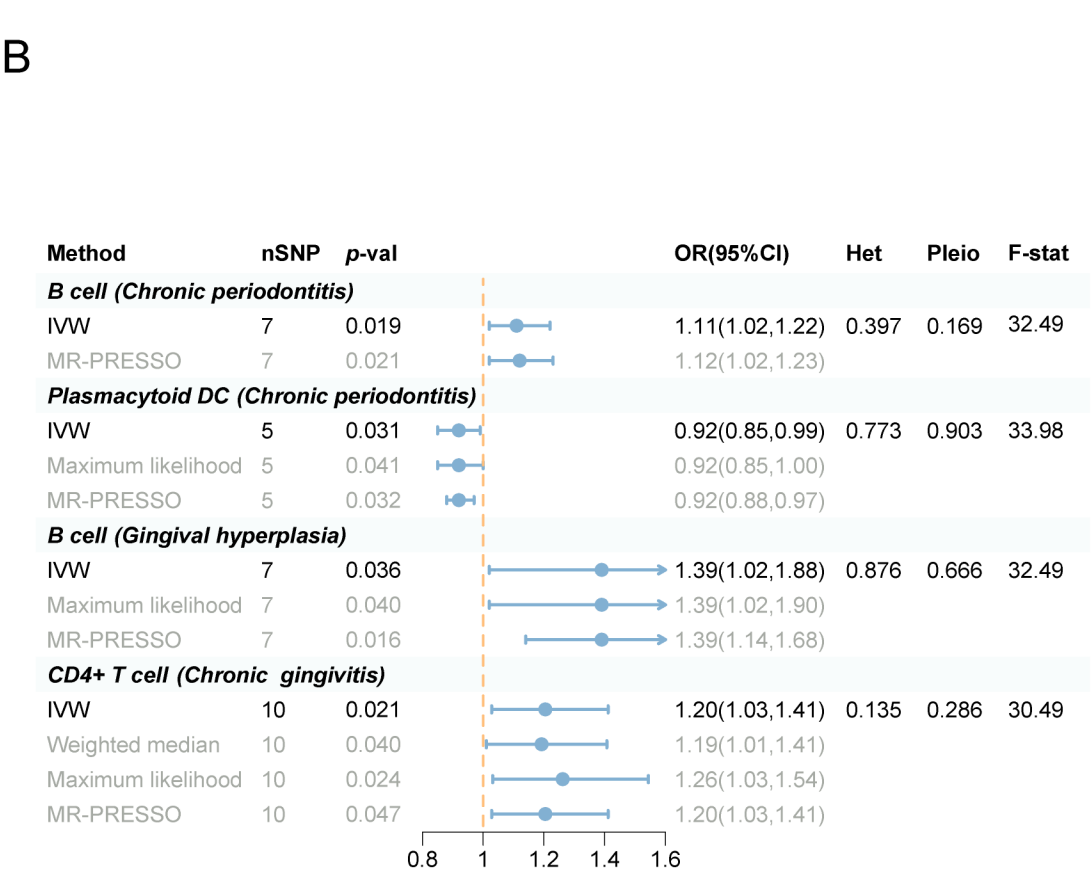 B
Method nSNP p-val OR(95%CI) Het Pleio F-stat
B cell (Chronic periodontitis)
IVW 7 0.019 1.11(1.02,1.22) 0.397 0.169 32.49
MR-PRESSO 7 0.021 1.12(1.02,1.23)
Plasmacytoid DC (Chronic periodontitis)
IVW 5 0.031 0.92(0.85,0.99) 0.773 0.903 33.98
Maximum likelihood 5 0.041 0.92(0.85,1.00)
MR-PRESSO 5 0.032 0.92(0.88,0.97)
B cell (Gingival hyperplasia)
IVW 7 0.036 1.39(1.02,1.88) 0.876 0.666 32.49
Maximum likelihood 7 0.040 1.39(1.02,1.90)
MR-PRESSO 7 0.016 1.39(1.14,1.68)
CD4+ T cell (Chronic gingivitis)
IVW 10 0.021 1.20(1.03,1.41) 0.135 0.286 30.49
Weighted median 10 0.040 1.19(1.01,1.41)
Maximum likelihood 10 0.024 1.26(1.03,1.54)
MR-PRESSO 10 0.047 1.20(1.03,1.41)
0.8 1 1.2 1.4 1.6